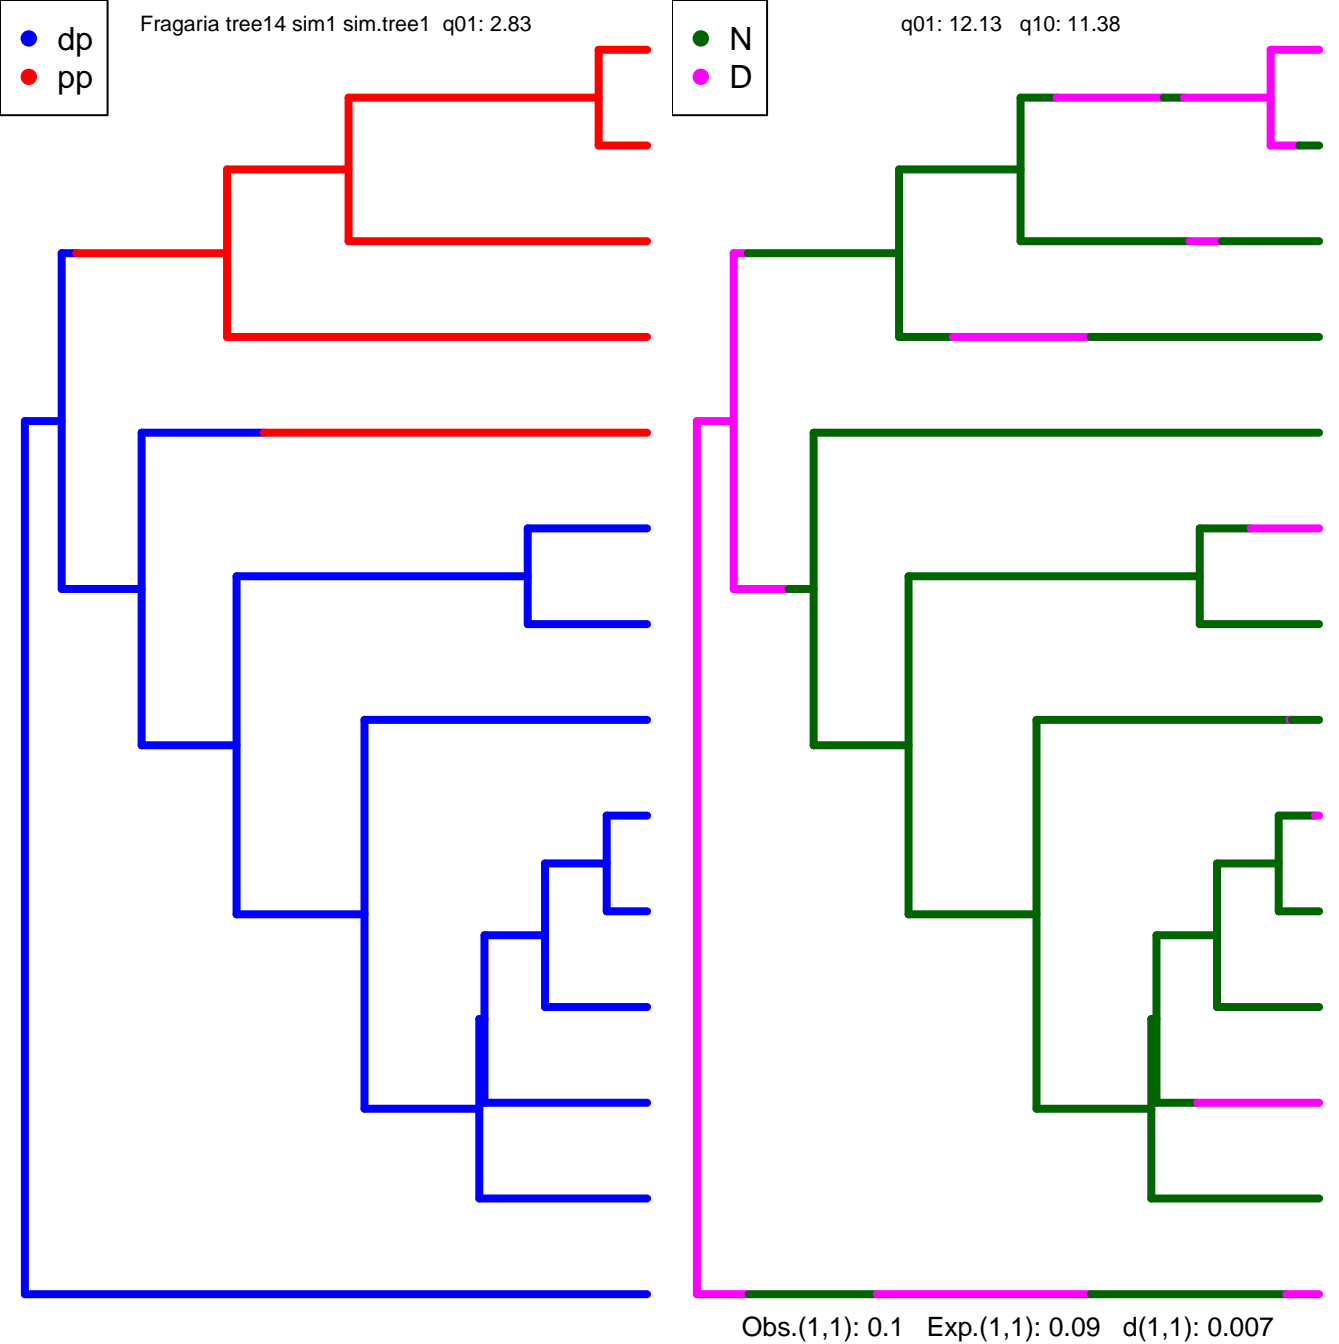 dp
pp
Fragaria tree14 sim1 sim.tree1 q01: 2.83
N
D
q01: 12.13 q10: 11.38
Obs.(1,1): 0.1 Exp.(1,1): 0.09 d(1,1): 0.007